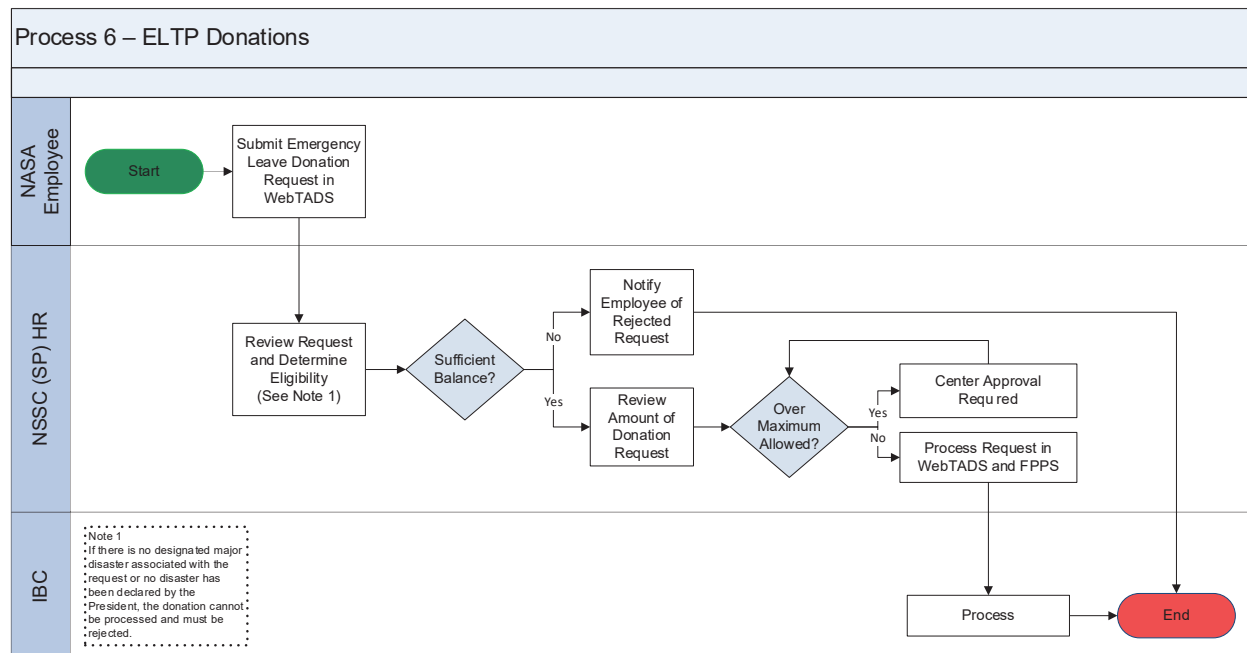 Process 6 – ELTP Donations
NASA
Employee
Start
Submit Emergency
Leave Donation
Request in
WebTADS
NSSC (SP) HR
Review Request
and Determine
Eligibility
(See Note 1)
Sufficient
Balance?
No
Yes
Notify
Employee of
Rejected
Request
Review
Amount of
Donation
Request
Over
Maximum
Allowed?
Yes
No
Center Approval
Required
Process Request in
WebTADS and FPPS
IBC
Note 1
If there is no designated major
disaster associated with the
request or no disaster has
been declared by the
President, the donation cannot
be processed and must be
rejected.
Process
End